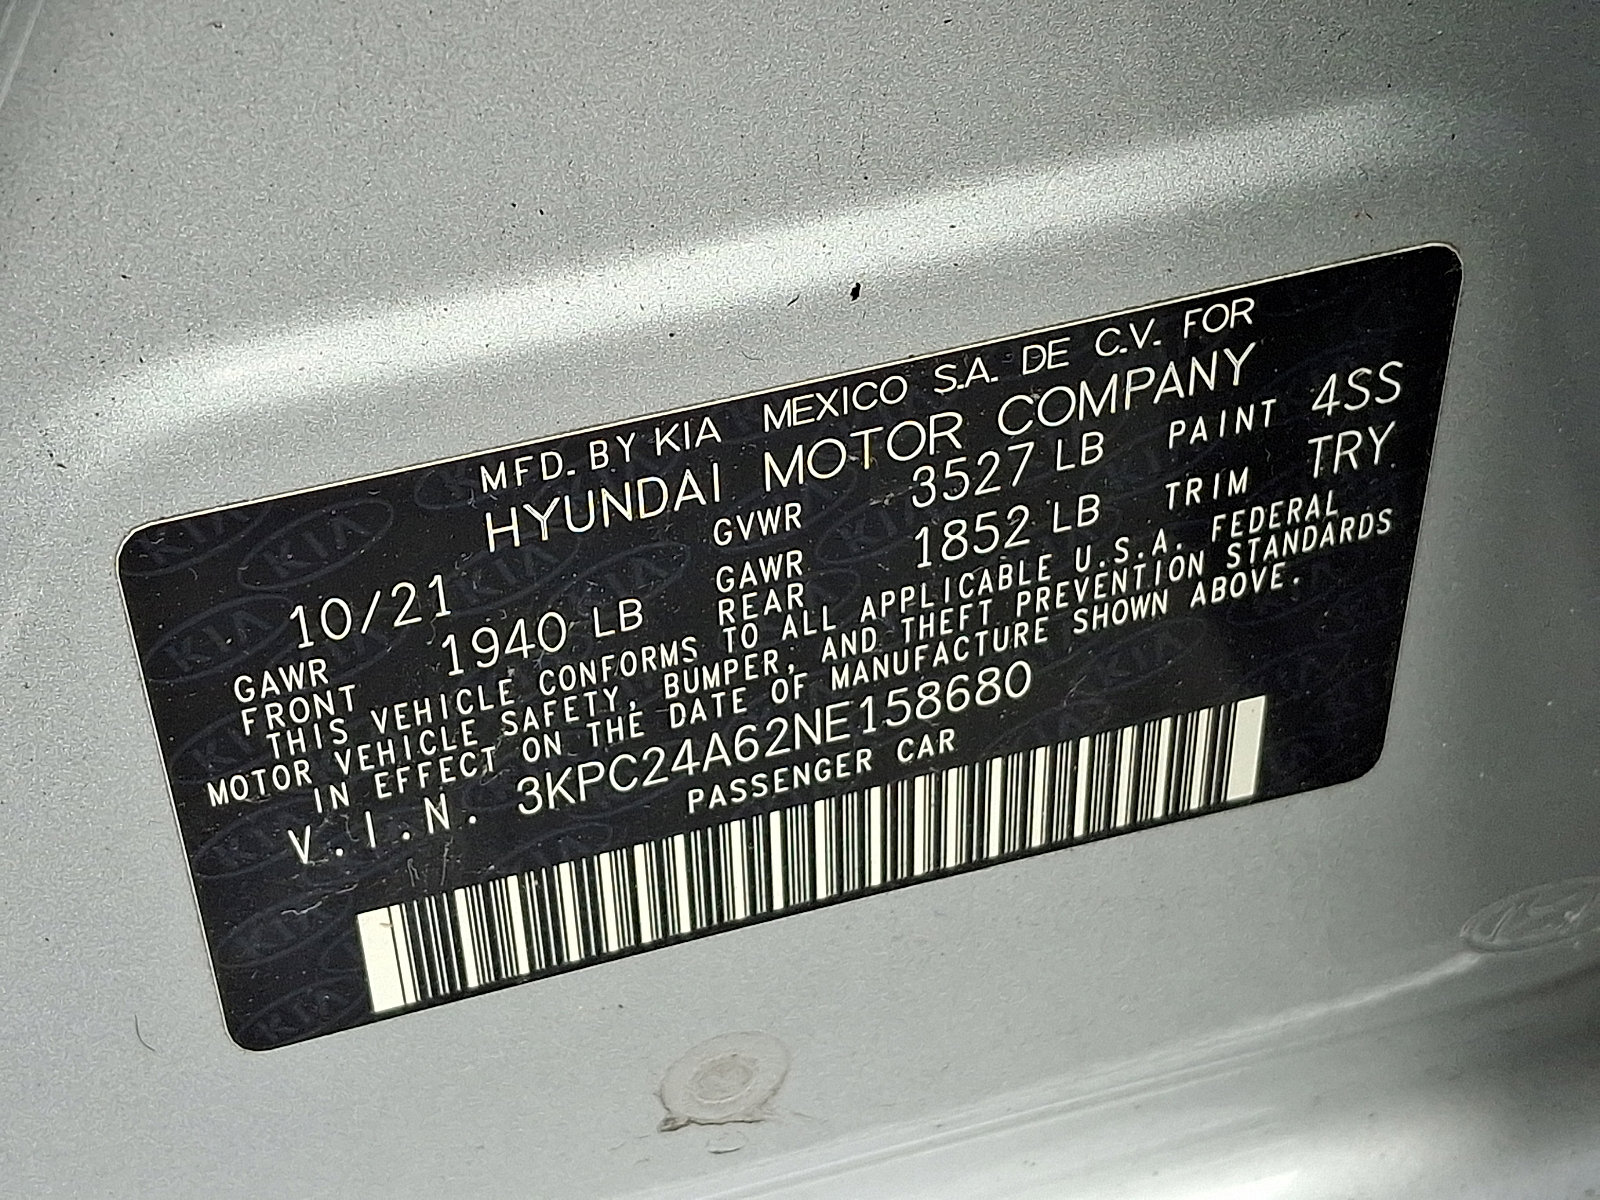 MFD. BY KIA MEXICO S.A. DE C.V. FOR
HYUNDAI MOTOR COMPANY
10/21 GVWR 3527 LB PAINT 4SS
GAWR FRONT 1940 LB GAWR REAR 1852 LB TRIM TRY
THIS VEHICLE CONFORMS TO ALL APPLICABLE U.S.A. FEDERAL
MOTOR VEHICLE SAFETY, BUMPER, AND THEFT PREVENTION STANDARDS
IN EFFECT ON THE DATE OF MANUFACTURE SHOWN ABOVE.
V.I.N. 3KPC24A62NE158680
PASSENGER CAR